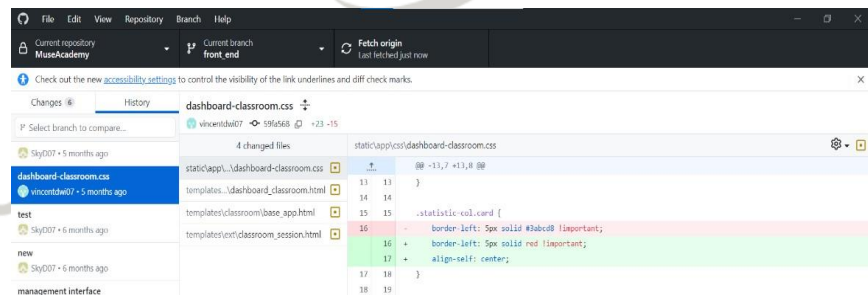 File Edit View Repository Branch Help
Current repository
MuseAcademy
Current branch
front_end
Fetch origin
Last fetched just now
Check out the new accessibility settings to control the visibility of the link underlines and diff check marks.
Changes 6 History
Select branch to compare...
SkyD07 • 5 months ago
dashboard-classroom.css
vincentdwi07 • 5 months ago
test
SkyD07 • 6 months ago
new
SkyD07 • 6 months ago
management interface
dashboard-classroom.css
vincentdwi07 59fa568 +23 -15
4 changed files
static\app\...\dashboard-classroom.css
templates...\dashboard_classroom.html
templates\classroom\base_app.html
templates\ext\classroom_session.html
static\app\css\dashboard-classroom.css
@@ -13,7 +13,8 @@
13 13 }
14 14
15 15 .statistic-col.card {
16 - border-left: 5px solid #3abcd8 !important;
16 + border-left: 5px solid red !important;
17 + align-self: center;
17 18 }
18 19